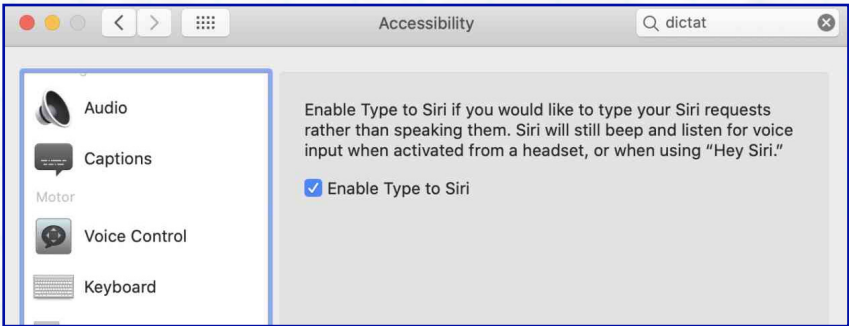 Accessibility
dictat
Audio
Captions
Motor
Voice Control
Keyboard
Enable Type to Siri if you would like to type your Siri requests
rather than speaking them. Siri will still beep and listen for voice
input when activated from a headset, or when using “Hey Siri.”
Enable Type to Siri